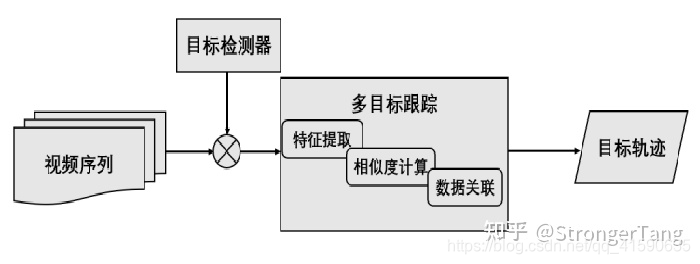 目标检测器
视频序列
多目标跟踪
特征提取
相似度计算
数据关联
目标轨迹
知乎 @StrongerTang
https://blog.csdn.net/qq_41590635